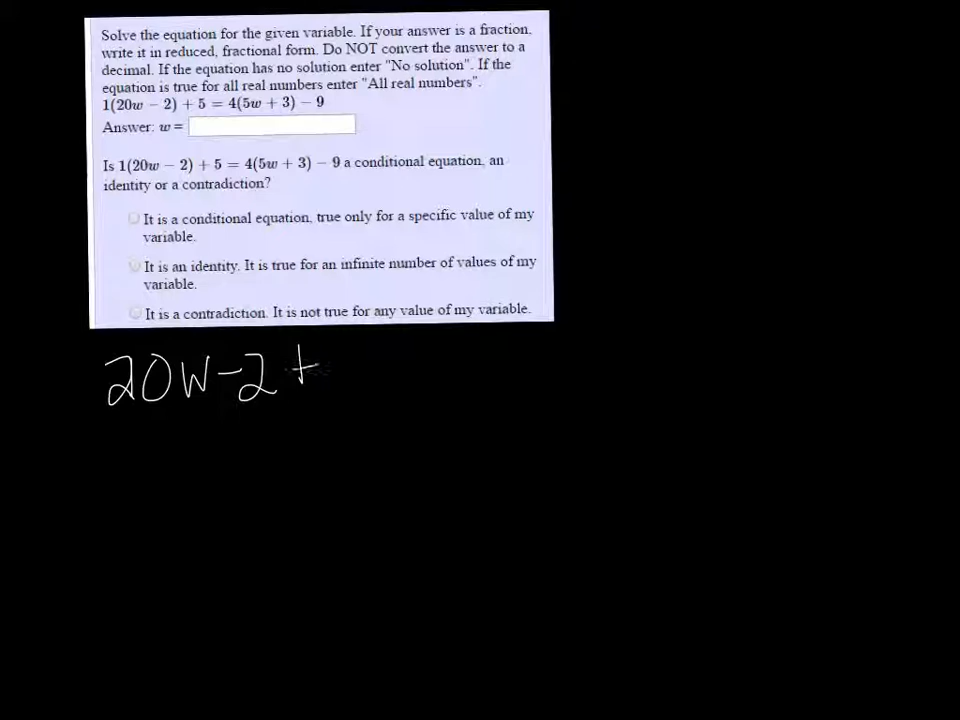 Solve the equation for the given variable. If your answer is a fraction,
write it in reduced, fractional form. Do NOT convert the answer to a
decimal. If the equation has no solution enter "No solution". If the
equation is true for all real numbers enter "All real numbers".
1(20w − 2) + 5 = 4(5w + 3) − 9
Answer: w =
Is 1(20w − 2) + 5 = 4(5w + 3) − 9 a conditional equation, an
identity or a contradiction?
It is a conditional equation, true only for a specific value of my
variable.
It is an identity. It is true for an infinite number of values of my
variable.
It is a contradiction. It is not true for any value of my variable.
20W-2+